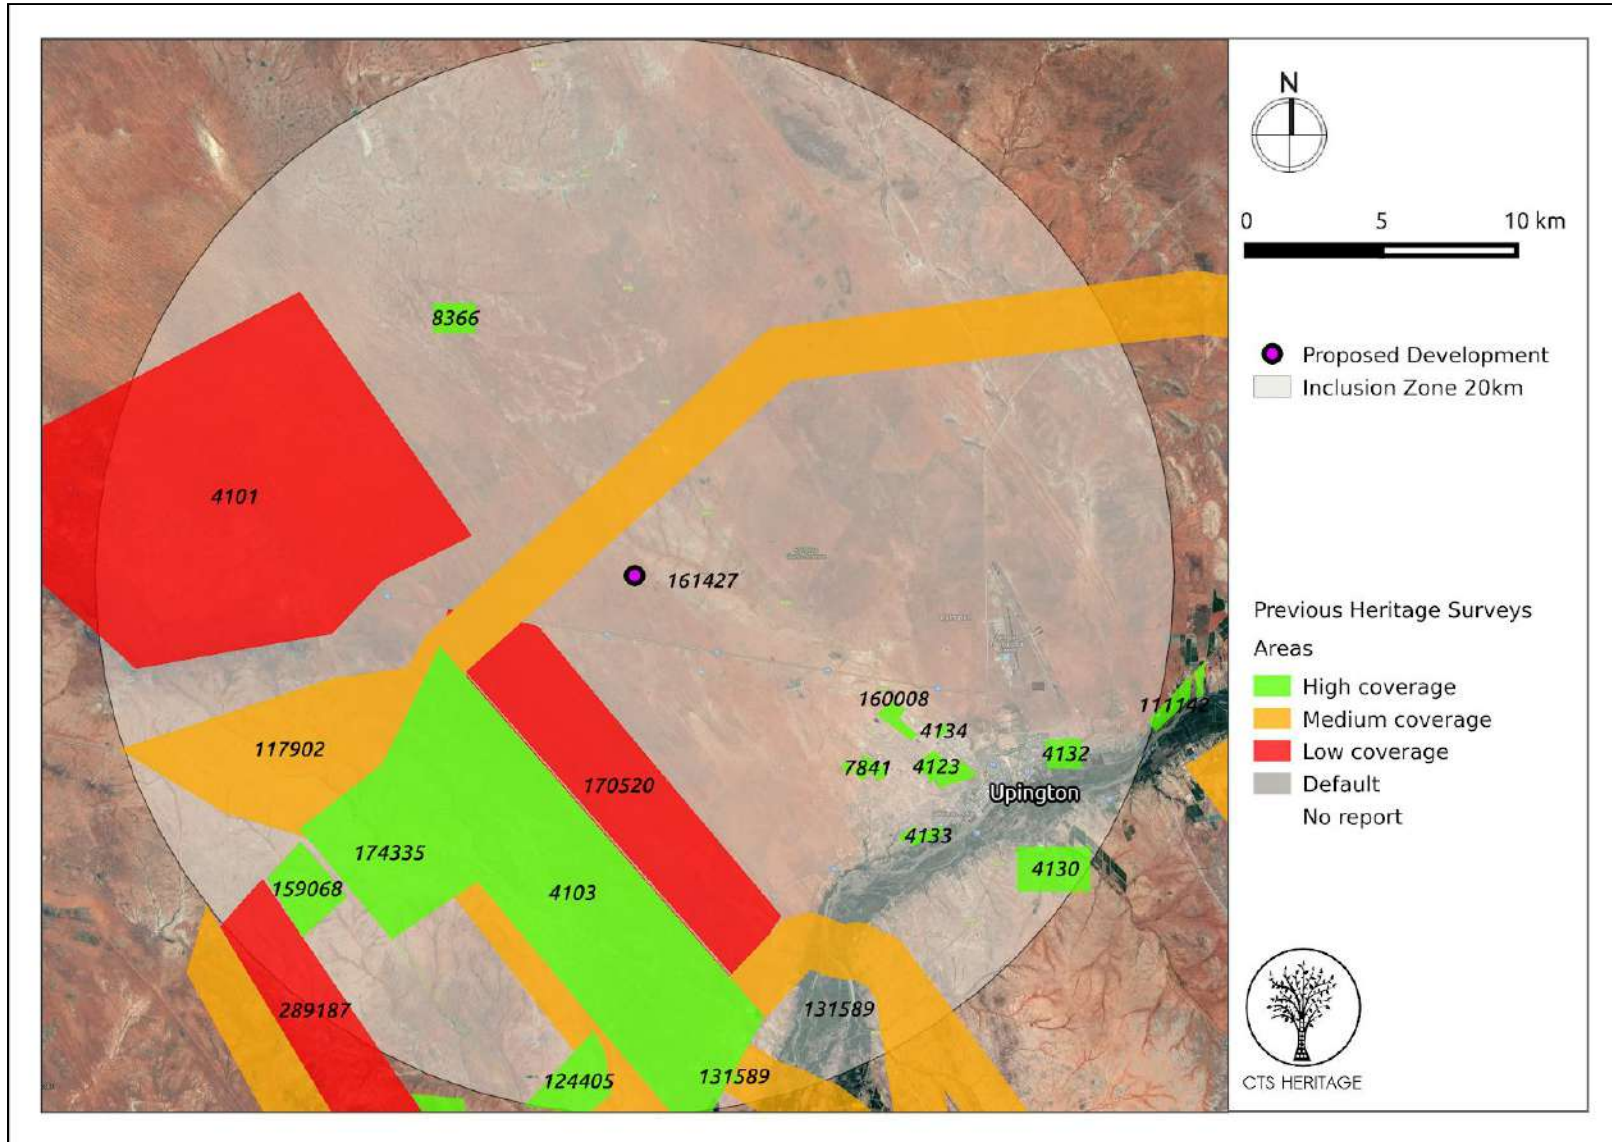 N
0 5 10 km
8366
Proposed Development
Inclusion Zone 20km
4101
161427
Previous Heritage Surveys
Areas
High coverage
Medium coverage
Low coverage
Default
No report
160008
111142
4134
117902
4132
7841
4123
170520
Upington
4133
174335
4130
159068
4103
289187
131589
124405
131589
CTS HERITAGE